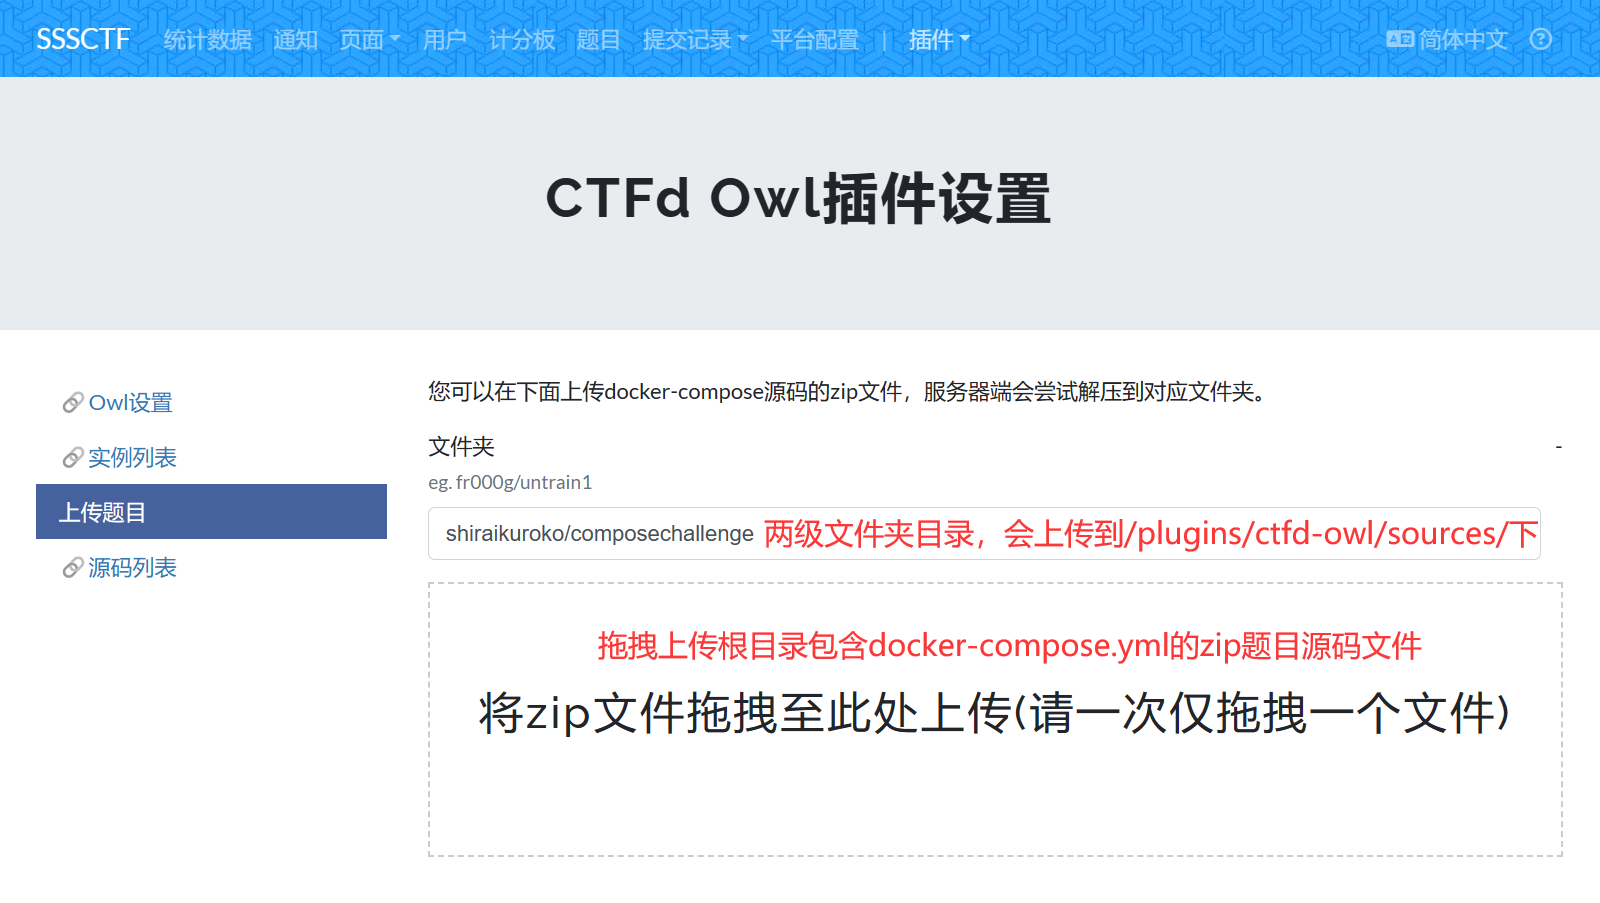 SSSCTF 统计数据 通知 页面 用户 计分板 题目 提交记录 平台配置 | 插件 简体中文
CTFd Owl插件设置
Owl设置
实例列表
上传题目
源码列表
您可以在下面上传docker-compose源码的zip文件，服务器端会尝试解压到对应文件夹。
文件夹 -
eg. fr000g/untrain1
shiraikuroko/composechallenge 两级文件夹目录，会上传到/plugins/ctfd-owl/sources/下
拖拽上传根目录包含docker-compose.yml的zip题目源码文件
将zip文件拖拽至此处上传(请一次仅拖拽一个文件)